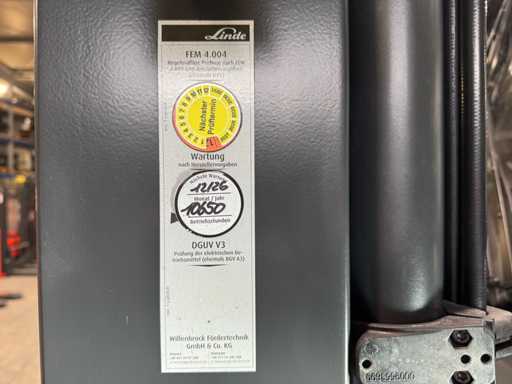 Linde
FEM 4.004
Nächster
Prüftermin
Wartung
nach Herstellervorgaben
Nächste Wartung
12/26
Monat / Jahr
10650
Betriebsstunden
DGUV V3
Prüfung der elektrischen Be-
triebsmittel (ehemals BGV A3)
Willenbrock Fördertechnik
GmbH & Co. KG